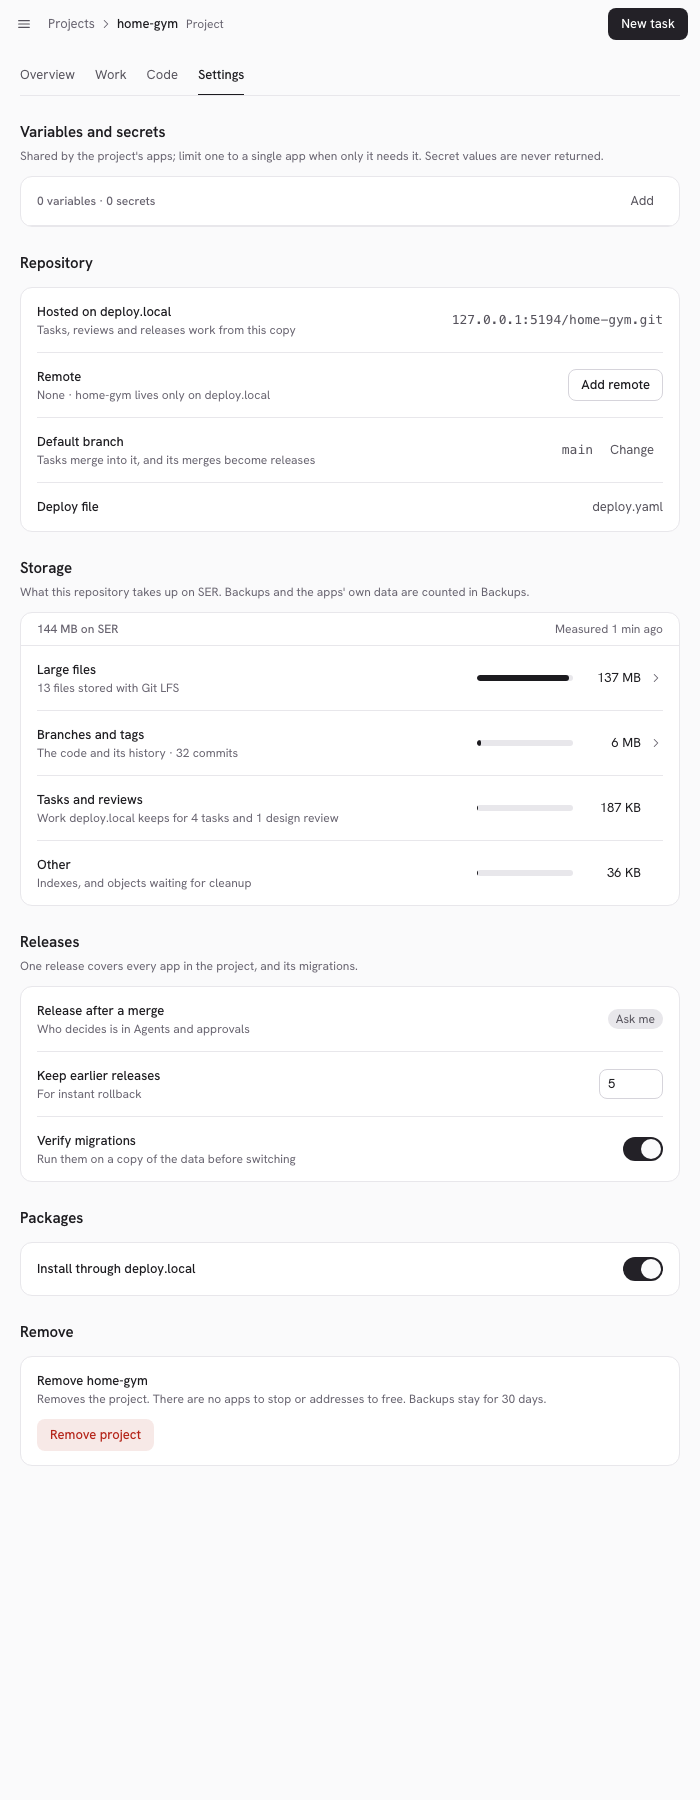 Projects > home-gym Project
New task
Overview Work Code Settings
Variables and secrets
Shared by the project's apps; limit one to a single app when only it needs it. Secret values are never returned.
0 variables · 0 secrets Add
Repository
Hosted on deploy.local
Tasks, reviews and releases work from this copy
127.0.0.1:5194/home-gym.git
Remote
None · home-gym lives only on deploy.local
Add remote
Default branch
Tasks merge into it, and its merges become releases
main Change
Deploy file deploy.yaml
Storage
What this repository takes up on SER. Backups and the apps' own data are counted in Backups.
144 MB on SER Measured 1 min ago
Large files
13 files stored with Git LFS
137 MB
Branches and tags
The code and its history · 32 commits
6 MB
Tasks and reviews
Work deploy.local keeps for 4 tasks and 1 design review
187 KB
Other
Indexes, and objects waiting for cleanup
36 KB
Releases
One release covers every app in the project, and its migrations.
Release after a merge
Who decides is in Agents and approvals
Ask me
Keep earlier releases
For instant rollback
5
Verify migrations
Run them on a copy of the data before switching
Packages
Install through deploy.local
Remove
Remove home-gym
Removes the project. There are no apps to stop or addresses to free. Backups stay for 30 days.
Remove project